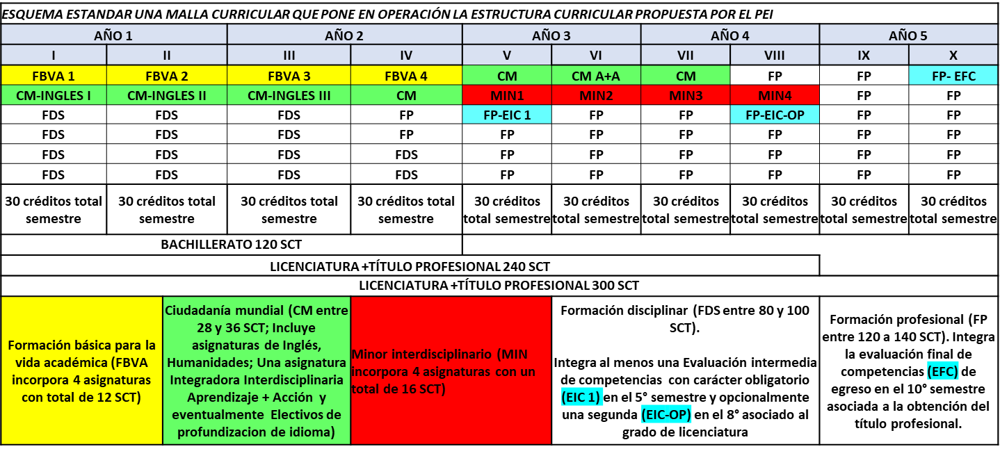 ESQUEMA ESTANDAR UNA MALLA CURRICULAR QUE PONE EN OPERACIÓN LA ESTRUCTURA CURRICULAR PROPUESTA POR EL PEI
AÑO 1 AÑO 2 AÑO 3 AÑO 4 AÑO 5
I II III IV V VI VII VIII IX X
FBVA 1 FBVA 2 FBVA 3 FBVA 4 CM CM A+A CM FP FP FP- EFC
CM-INGLES I CM-INGLES II CM-INGLES III CM MIN1 MIN2 MIN3 MIN4 FP FP
FDS FDS FDS FP FP-EIC 1 FP FP FP-EIC-OP FP FP
FDS FDS FDS FP FP FP FP FP FP FP
FDS FDS FDS FDS FP FP FP FP FP FP
FDS FDS FDS FDS FP FP FP FP FP FP
30 créditos total 30 créditos total 30 créditos total 30 créditos total 30 créditos 30 créditos 30 créditos 30 créditos 30 créditos 30 créditos
semestre semestre semestre semestre total semestre total semestre total semestre total semestre total semestre total semestre
BACHILLERATO 120 SCT
LICENCIATURA +TÍTULO PROFESIONAL 240 SCT
LICENCIATURA +TÍTULO PROFESIONAL 300 SCT
Formación básica para la
vida académica (FBVA
incorpora 4 asignaturas
con total de 12 SCT)
Ciudadanía mundial (CM entre
28 y 36 SCT; Incluye
asignaturas de Inglés,
Humanidades; Una asignatura
Integradora Interdisciplinaria
Aprendizaje + Acción y
eventualmente Electivos de
profundizacion de idioma)
Minor interdisciplinario (MIN
incorpora 4 asignaturas con un
total de 16 SCT)
Formación disciplinar (FDS entre 80 y 100
SCT).
Integra al menos una Evaluación intermedia
de competencias con carácter obligatorio
(EIC 1) en el 5° semestre y opcionalmente
una segunda (EIC-OP) en el 8° asociado al
grado de licenciatura
Formación profesional (FP
entre 120 a 140 SCT). Integra
la evaluación final de
competencias (EFC) de
egreso en el 10° semestre
asociada a la obtención del
título profesional.